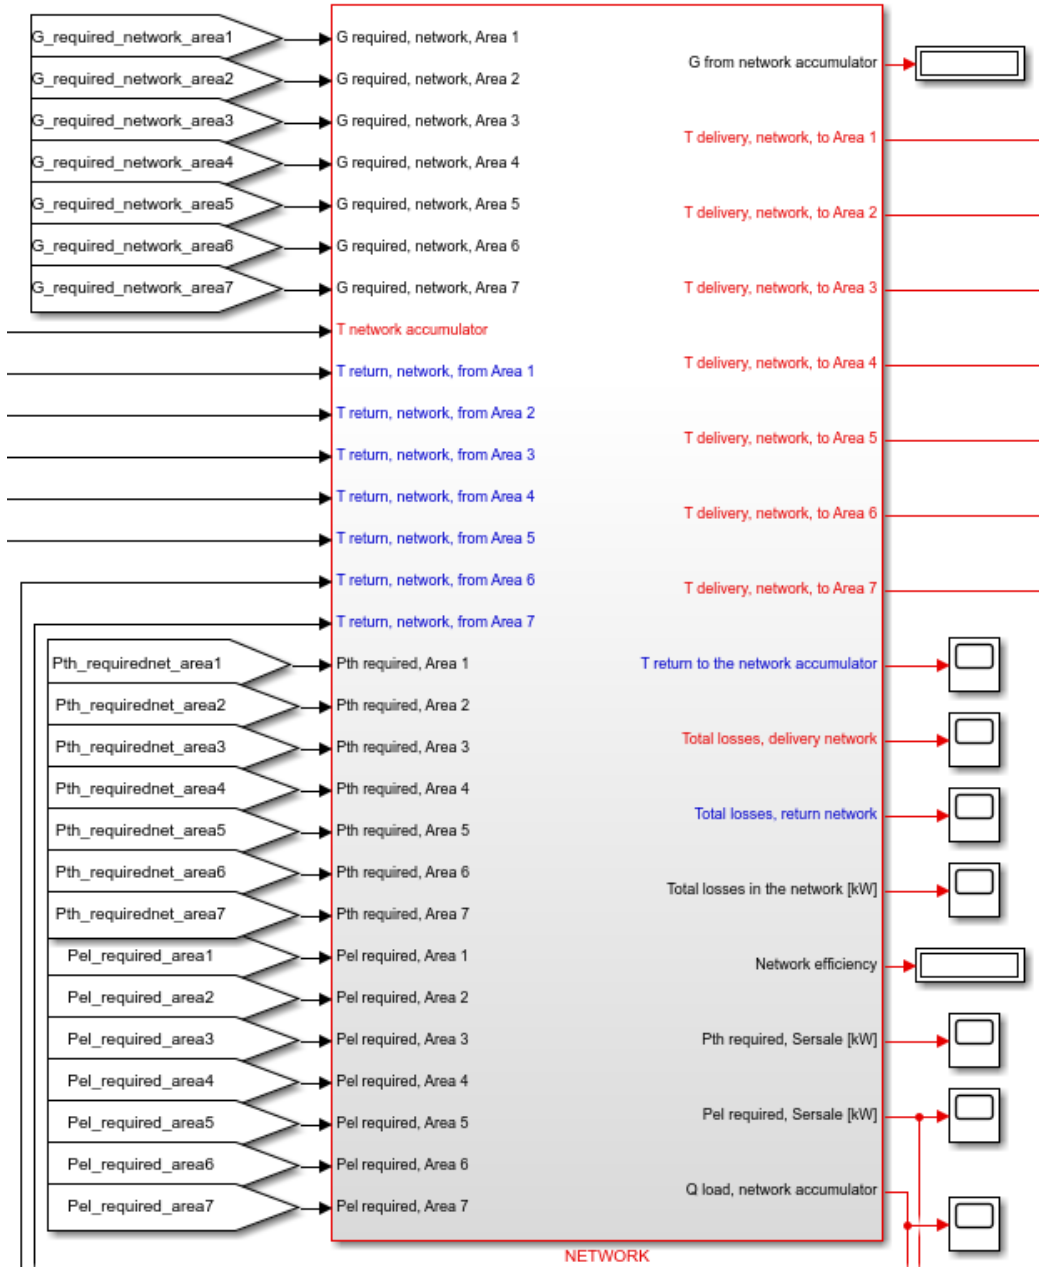 G_required_network_area1
G_required_network_area2
G_required_network_area3
G_required_network_area4
G_required_network_area5
G_required_network_area6
G_required_network_area7
Pth_requirednet_area1
Pth_requirednet_area2
Pth_requirednet_area3
Pth_requirednet_area4
Pth_requirednet_area5
Pth_requirednet_area6
Pth_requirednet_area7
Pel_required_area1
Pel_required_area2
Pel_required_area3
Pel_required_area4
Pel_required_area5
Pel_required_area6
Pel_required_area7
G required, network, Area 1
G required, network, Area 2
G required, network, Area 3
G required, network, Area 4
G required, network, Area 5
G required, network, Area 6
G required, network, Area 7
T network accumulator
T return, network, from Area 1
T return, network, from Area 2
T return, network, from Area 3
T return, network, from Area 4
T return, network, from Area 5
T return, network, from Area 6
T return, network, from Area 7
Pth required, Area 1
Pth required, Area 2
Pth required, Area 3
Pth required, Area 4
Pth required, Area 5
Pth required, Area 6
Pth required, Area 7
Pel required, Area 1
Pel required, Area 2
Pel required, Area 3
Pel required, Area 4
Pel required, Area 5
Pel required, Area 6
Pel required, Area 7
G from network accumulator
T delivery, network, to Area 1
T delivery, network, to Area 2
T delivery, network, to Area 3
T delivery, network, to Area 4
T delivery, network, to Area 5
T delivery, network, to Area 6
T delivery, network, to Area 7
T return to the network accumulator
Total losses, delivery network
Total losses, return network
Total losses in the network [kW]
Network efficiency
Pth required, Sersale [kW]
Pel required, Sersale [kW]
Q load, network accumulator
NETWORK